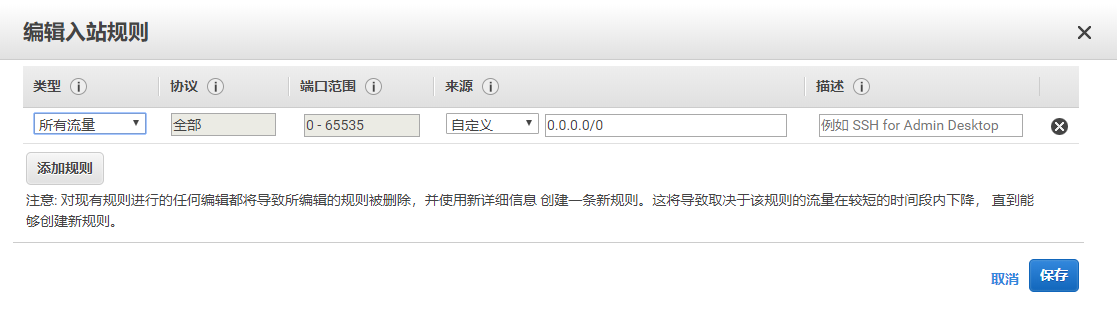 编辑入站规则
类型 协议 端口范围 来源 描述
所有流量 全部 0 - 65535 自定义 0.0.0.0/0 例如 SSH for Admin Desktop
添加规则
注意: 对现有规则进行的任何编辑都将导致所编辑的规则被删除，并使用新详细信息 创建一条新规则。这将导致取决于该规则的流量在较短的时间段内下降， 直到能
够创建新规则。
取消 保存